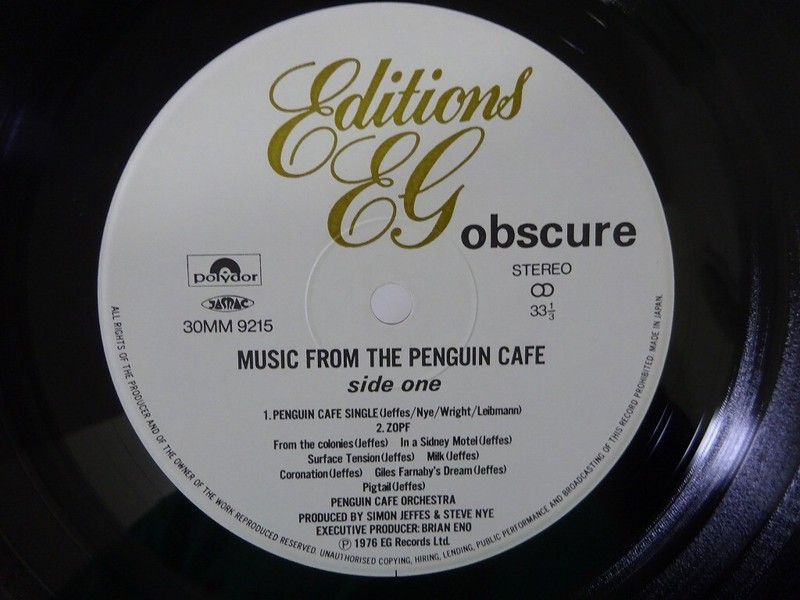 Editions
EG
obscure
polydor
JASRAC
30MM 9215
STEREO
33⅓
MUSIC FROM THE PENGUIN CAFE
side one
1.PENGUIN CAFE SINGLE(Jeffes/Nye/Wright/Leibmann)
2.ZOPF
From the colonies(Jeffes) In a Sidney Motel(Jeffes)
Surface Tension(Jeffes) Milk(Jeffes)
Coronation(Jeffes) Giles Farnaby's Dream(Jeffes)
Pigtail(Jeffes)
PENGUIN CAFE ORCHESTRA
PRODUCED BY SIMON JEFFES & STEVE NYE
EXECUTIVE PRODUCER: BRIAN ENO
Ⓟ 1976 EG Records Ltd.
ALL RIGHTS OF THE PRODUCER AND OF THE OWNER OF THE WORK REPRODUCED RESERVED. UNAUTHORISED COPYING, HIRING, LENDING, PUBLIC PERFORMANCE AND BROADCASTING OF THIS RECORD PROHIBITED. MADE IN JAPAN.